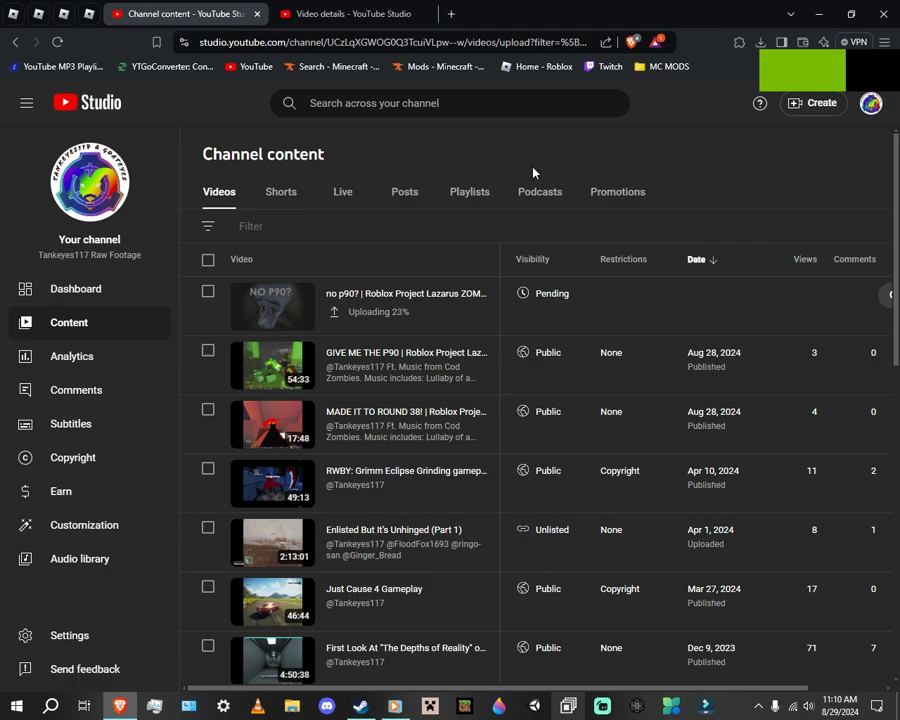 Channel content - YouTube Stu
Video details - YouTube Studio
studio.youtube.com/channel/UCzLqXGWOG0Q3TcuiVLpw--w/videos/upload?filter=%5B...
VPN
YouTube MP3 Playli...
YTGoConverter: Con...
YouTube
Search - Minecraft -...
Mods - Minecraft -...
Home - Roblox
Twitch
MC MODS
Studio
Search across your channel
Create
TANKEYES117 & GOATEYES
Your channel
Tankeyes117 Raw Footage
Dashboard
Content
Analytics
Comments
Subtitles
Copyright
Earn
Customization
Audio library
Settings
Send feedback
Channel content
Videos
Shorts
Live
Posts
Playlists
Podcasts
Promotions
Filter
Video
Visibility
Restrictions
Date
Views
Comments
NO P90?
no p90? | Roblox Project Lazarus ZOM...
Uploading 23%
Pending
54:33
GIVE ME THE P90 | Roblox Project Laz...
@Tankeyes117 Ft. Music from Cod
Zombies. Music includes: Lullaby of a...
Public
None
Aug 28, 2024
Published
3
0
17:48
MADE IT TO ROUND 38! | Roblox Proje...
@Tankeyes117 Ft. Music from Cod
Zombies. Music includes: Lullaby of a...
Public
None
Aug 28, 2024
Published
4
0
49:13
RWBY: Grimm Eclipse Grinding gamep...
@Tankeyes117
Public
Copyright
Apr 10, 2024
Published
11
2
2:13:01
Enlisted But It's Unhinged (Part 1)
@Tankeyes117 @FloodFox1693 @ringo-
san @Ginger_Bread
Unlisted
None
Apr 1, 2024
Uploaded
8
1
46:44
Just Cause 4 Gameplay
@Tankeyes117
Public
Copyright
Mar 27, 2024
Published
17
0
4:50:38
First Look At "The Depths of Reality" o...
@Tankeyes117
Public
None
Dec 9, 2023
Published
71
7
11:10 AM
8/29/2024